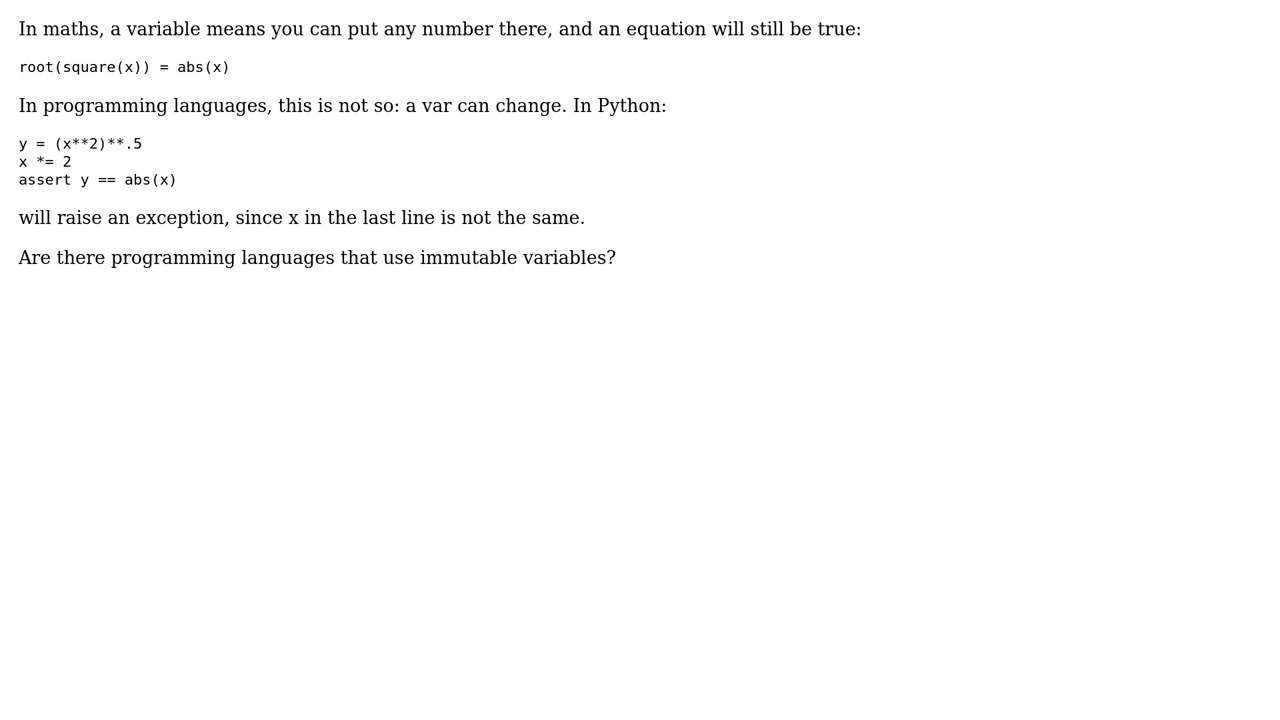 In maths, a variable means you can put any number there, and an equation will still be true:
root(square(x)) = abs(x)
In programming languages, this is not so: a var can change. In Python:
y = (x**2)**.5
x *= 2
assert y == abs(x)
will raise an exception, since x in the last line is not the same.
Are there programming languages that use immutable variables?